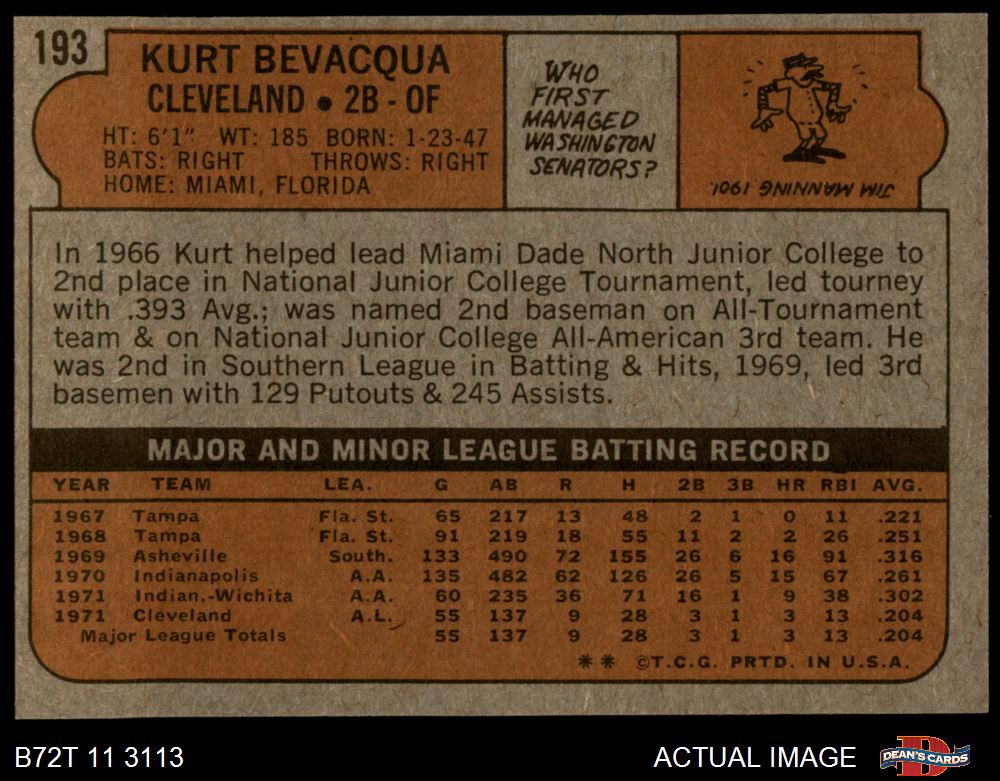 193
KURT BEVACQUA
CLEVELAND • 2B - OF
HT: 6'1" WT: 185 BORN: 1-23-47
BATS: RIGHT THROWS: RIGHT
HOME: MIAMI, FLORIDA
WHO
FIRST
MANAGED
WASHINGTON
SENATORS?
JIM MANNING, 1901.
In 1966 Kurt helped lead Miami Dade North Junior College to
2nd place in National Junior College Tournament, led tourney
with .393 Avg.; was named 2nd baseman on All-Tournament
team & on National Junior College All-American 3rd team. He
was 2nd in Southern League in Batting & Hits, 1969, led 3rd
basemen with 129 Putouts & 245 Assists.
MAJOR AND MINOR LEAGUE BATTING RECORD
YEAR TEAM LEA. G AB R H 2B 3B HR RBI AVG.
1967 Tampa Fla. St. 65 217 13 48 2 1 0 11 .221
1968 Tampa Fla. St. 91 219 18 55 11 2 2 26 .251
1969 Asheville South. 133 490 72 155 26 6 16 91 .316
1970 Indianapolis A.A. 135 482 62 126 26 5 15 67 .261
1971 Indian.-Wichita A.A. 60 235 36 71 16 1 9 38 .302
1971 Cleveland A.L. 55 137 9 28 3 1 3 13 .204
Major League Totals 55 137 9 28 3 1 3 13 .204
** ©T.C.G. PRTD. IN U.S.A.
B72T 11 3113 ACTUAL IMAGE DEAN'S CARDS